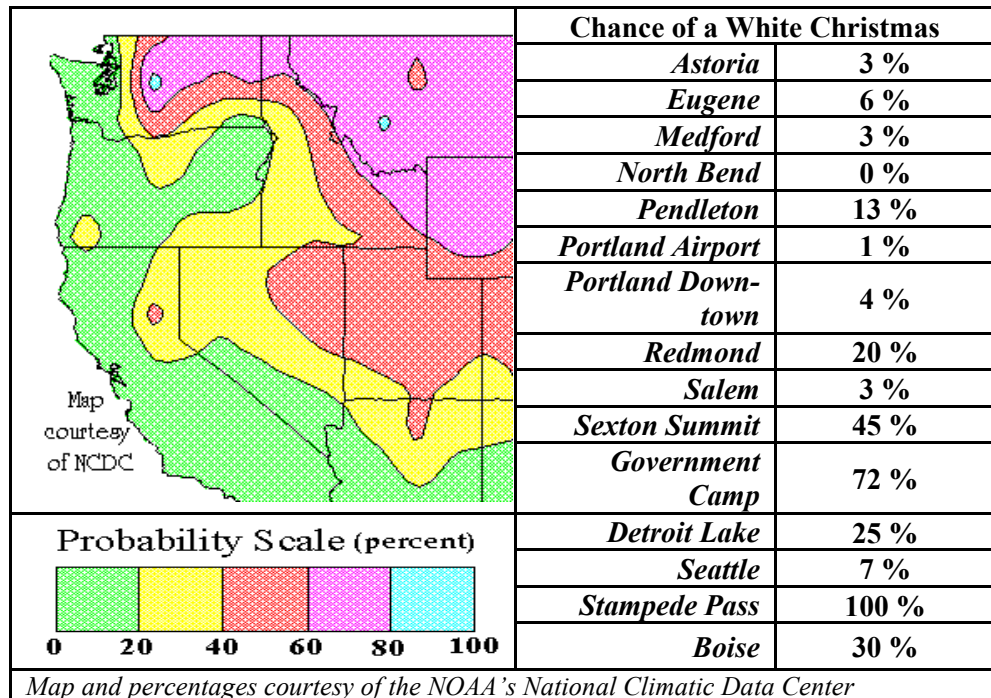 Map
courtesy
of NCDC
Probability Scale (percent)
0 20 40 60 80 100
Chance of a White Christmas
Astoria 3 %
Eugene 6 %
Medford 3 %
North Bend 0 %
Pendleton 13 %
Portland Airport 1 %
Portland Down-
town 4 %
Redmond 20 %
Salem 3 %
Sexton Summit 45 %
Government
Camp 72 %
Detroit Lake 25 %
Seattle 7 %
Stampede Pass 100 %
Boise 30 %
Map and percentages courtesy of the NOAA's National Climatic Data Center